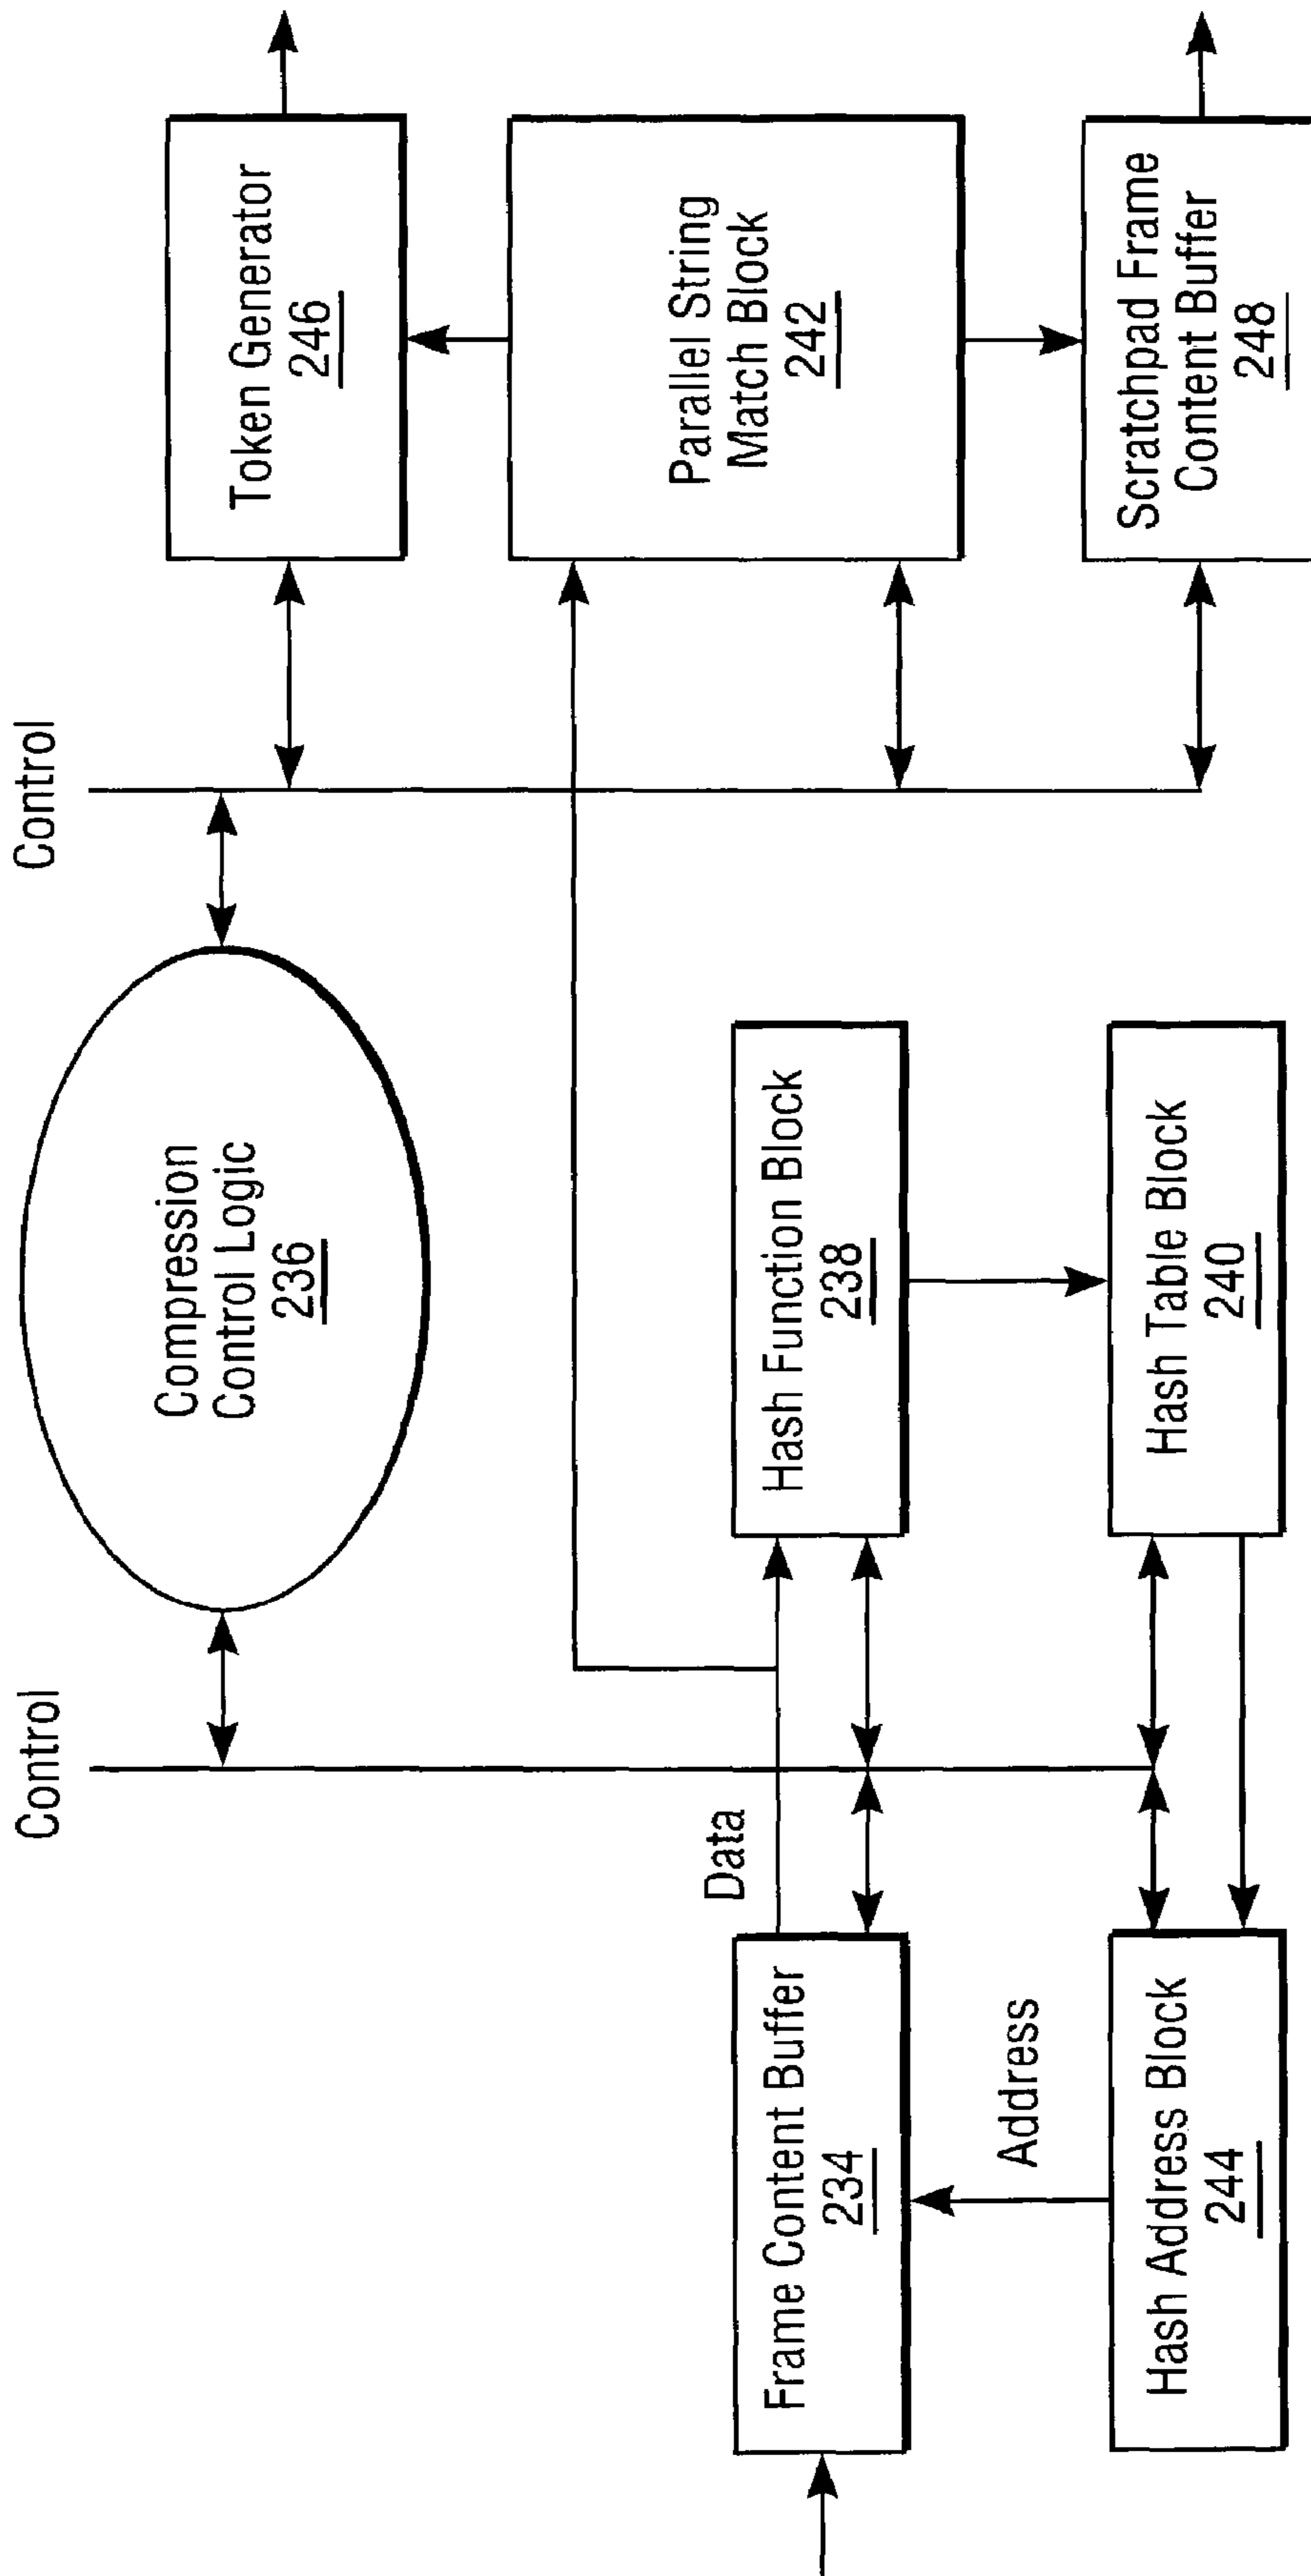 Control
Control
Compression
Control Logic
236
Token Generator
246
Data
Frame Content Buffer
234
Hash Function Block
238
Parallel String
Match Block
242
Address
Hash Address Block
244
Hash Table Block
240
Scratchpad Frame
Content Buffer
248